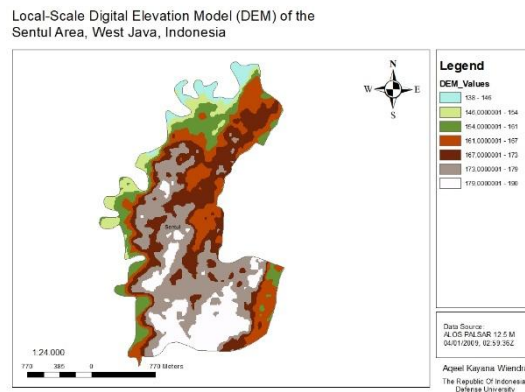 Local-Scale Digital Elevation Model (DEM) of the
Sentul Area, West Java, Indonesia
N
W
E
S
Sentul
1:24.000
770 385 0 770 Meters
Legend
DEM_Values
138 - 146
146,0000001 - 154
154,0000001 - 161
161,0000001 - 167
167,0000001 - 173
173,0000001 - 179
179,0000001 - 190
Data Source:
ALOS PALSAR 12.5 M
04/01/2009, 02:59:36Z
Aqeel Kayana Wiendi
The Republic Of Indonesia
Defense University